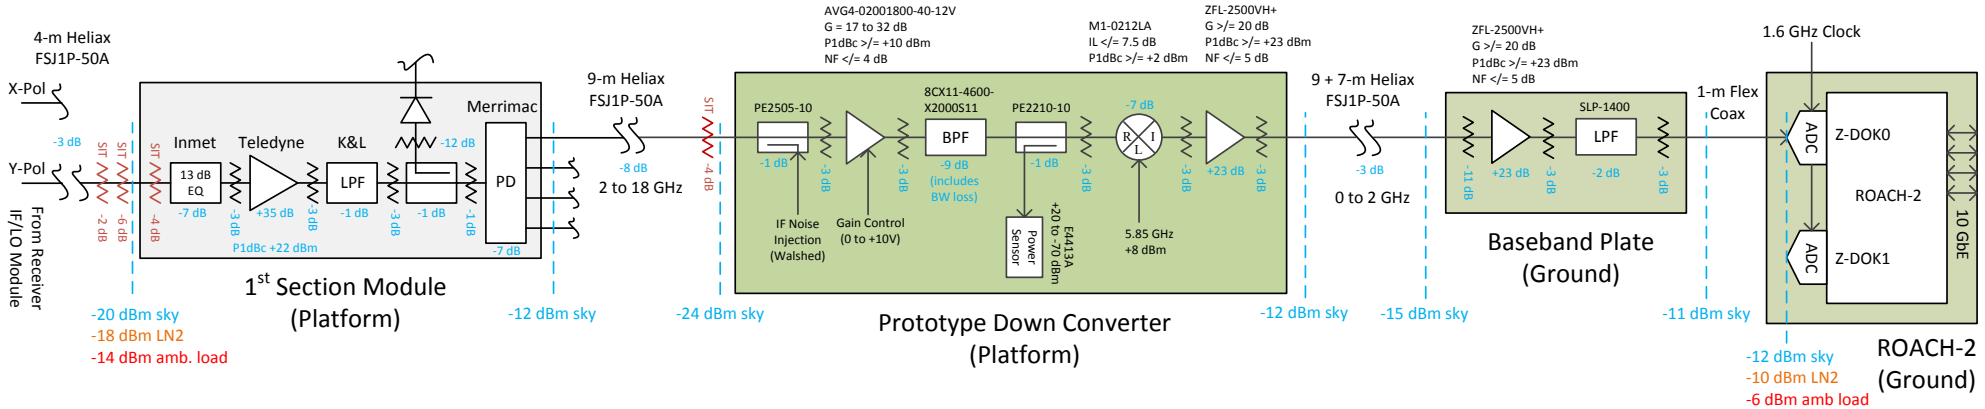 4-m Heliax
FSJ1P-50A
X-Pol
-3 dB
Y-Pol
From Receiver
IF/LO Module
SIT
-2 dB
SIT
-6 dB
SIT
-4 dB
-20 dBm sky
-18 dBm LN2
-14 dBm amb. load
Inmet
13 dB
EQ
-7 dB
-3 dB
Teledyne
+35 dB
P1dBc +22 dBm
-3 dB
K&L
LPF
-1 dB
-3 dB
-12 dB
-1 dB
-1 dB
Merrimac
PD
-7 dB
1st Section Module
(Platform)
-12 dBm sky
9-m Heliax
FSJ1P-50A
-8 dB
2 to 18 GHz
SIT
-4 dB
-24 dBm sky
PE2505-10
-1 dB
IF Noise
Injection
(Walshed)
-3 dB
AVG4-02001800-40-12V
G = 17 to 32 dB
P1dBc >/= +10 dBm
NF </= 4 dB
Gain Control
(0 to +10V)
-3 dB
8CX11-4600-
X2000S11
BPF
-9 dB
(includes
BW loss)
PE2210-10
-1 dB
Power
Sensor
E4413A
+20 to -70 dBm
-3 dB
M1-0212LA
IL </= 7.5 dB
P1dBc >/= +2 dBm
-7 dB
R
I
L
5.85 GHz
+8 dBm
-3 dB
ZFL-2500VH+
G >/= 20 dB
P1dBc >/= +23 dBm
NF </= 5 dB
+23 dB
-3 dB
Prototype Down Converter
(Platform)
-12 dBm sky
9 + 7-m Heliax
FSJ1P-50A
-3 dB
0 to 2 GHz
-15 dBm sky
ZFL-2500VH+
G >/= 20 dB
P1dBc >/= +23 dBm
NF </= 5 dB
-11 dB
+23 dB
-3 dB
SLP-1400
LPF
-2 dB
-3 dB
Baseband Plate
(Ground)
-11 dBm sky
1-m Flex
Coax
1.6 GHz Clock
ADC
Z-DOK0
ROACH-2
ADC
Z-DOK1
10 GbE
-12 dBm sky
-10 dBm LN2
-6 dBm amb load
ROACH-2
(Ground)